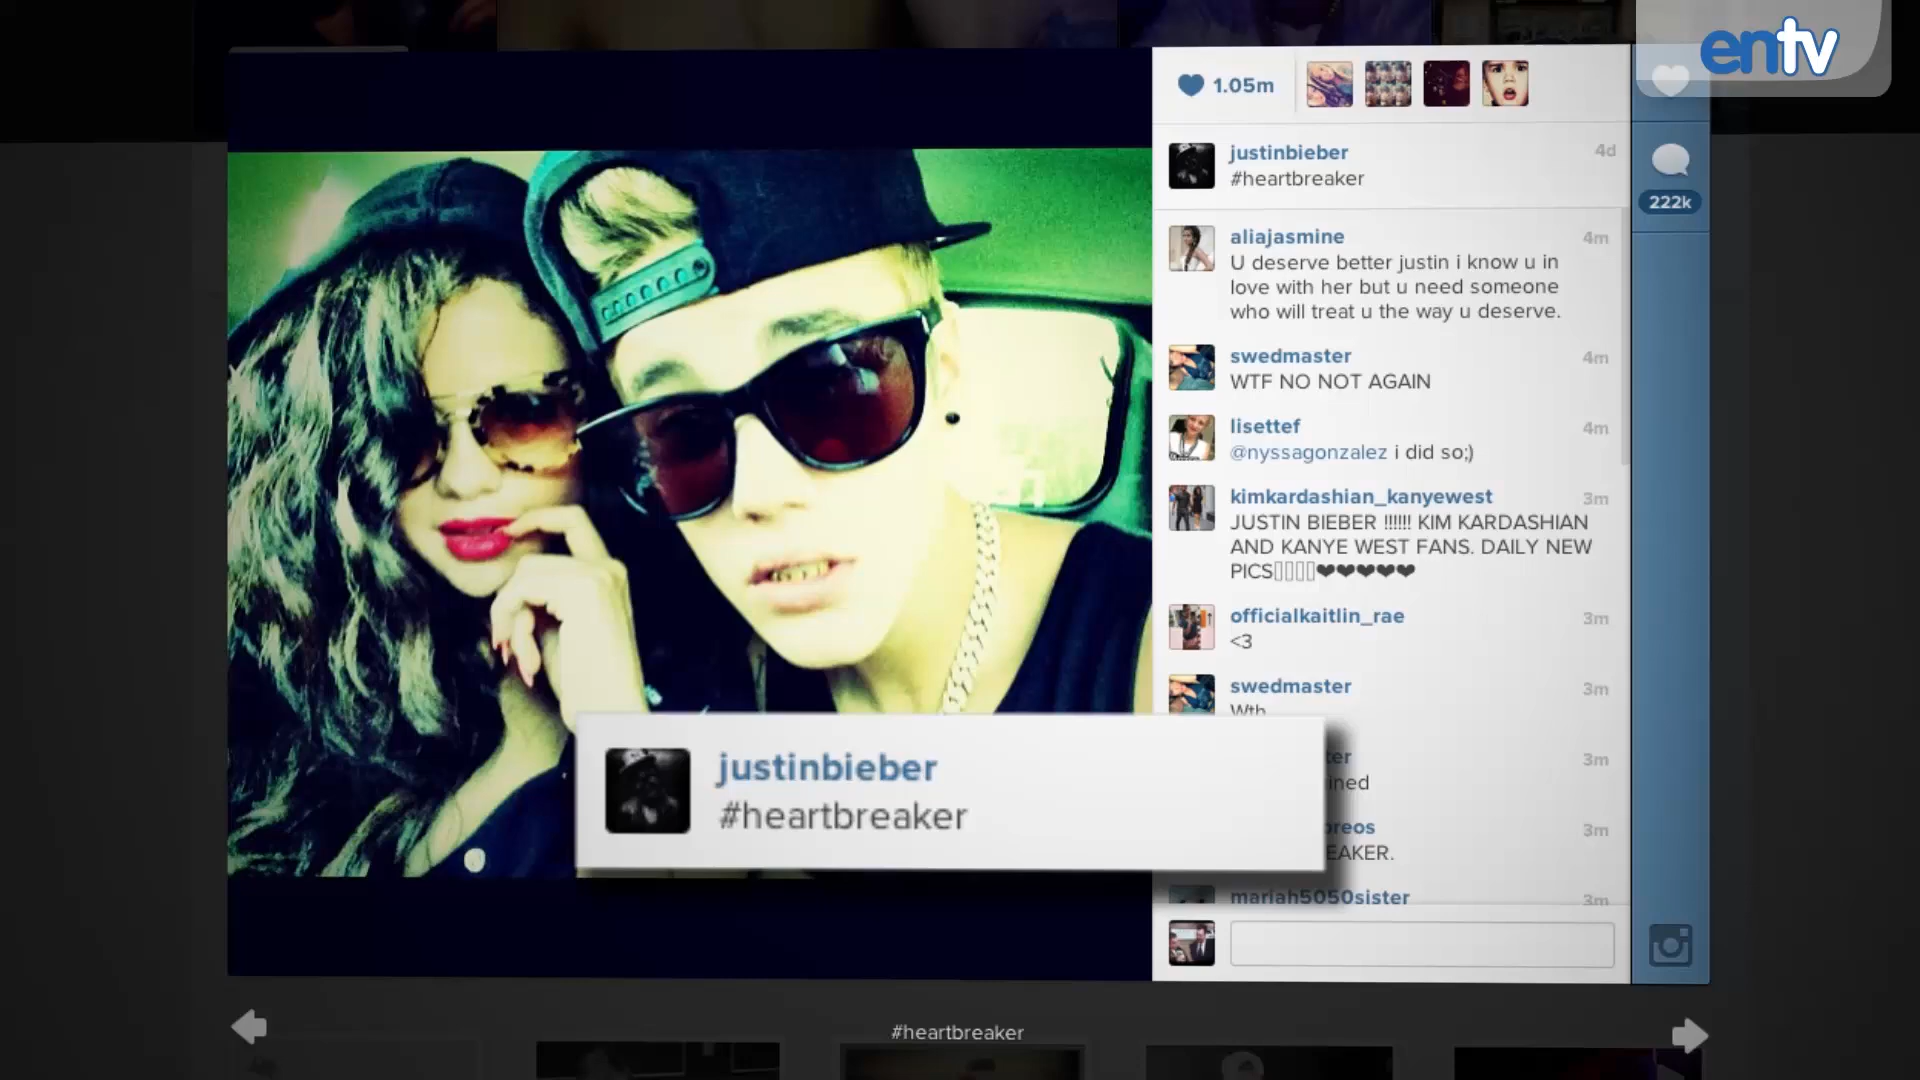 entv
1.05m
justinbieber 4d
#heartbreaker
222k
aliajasmine 4m
U deserve better justin i know u in
love with her but u need someone
who will treat u the way u deserve.
swedmaster 4m
WTF NO NOT AGAIN
lisettef 4m
@nyssagonzalez i did so;)
kimkardashian_kanyewest 3m
JUSTIN BIEBER !!!!!! KIM KARDASHIAN
AND KANYE WEST FANS. DAILY NEW
PICS▯▯▯▯❤❤❤❤❤
officialkaitlin_rae 3m
<3
swedmaster 3m
Wth
justinbieber
#heartbreaker
3m
3m
mariah5050sister 3m
#heartbreaker